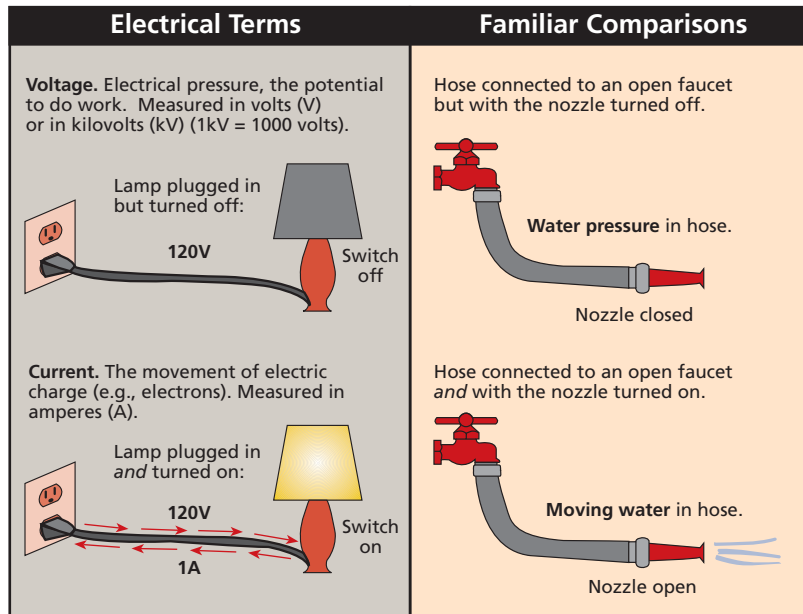 Electrical Terms
Familiar Comparisons
Voltage. Electrical pressure, the potential
to do work.  Measured in volts (V)
or in kilovolts (kV) (1kV = 1000 volts).
Lamp plugged in
but turned off:
120V
Switch
off
Hose connected to an open faucet
but with the nozzle turned off.
Water pressure in hose.
Nozzle closed
Current. The movement of electric
charge (e.g., electrons). Measured in
amperes (A).
Lamp plugged in
and turned on:
120V
Switch
on
1A
Hose connected to an open faucet
and with the nozzle turned on.
Moving water in hose.
Nozzle open